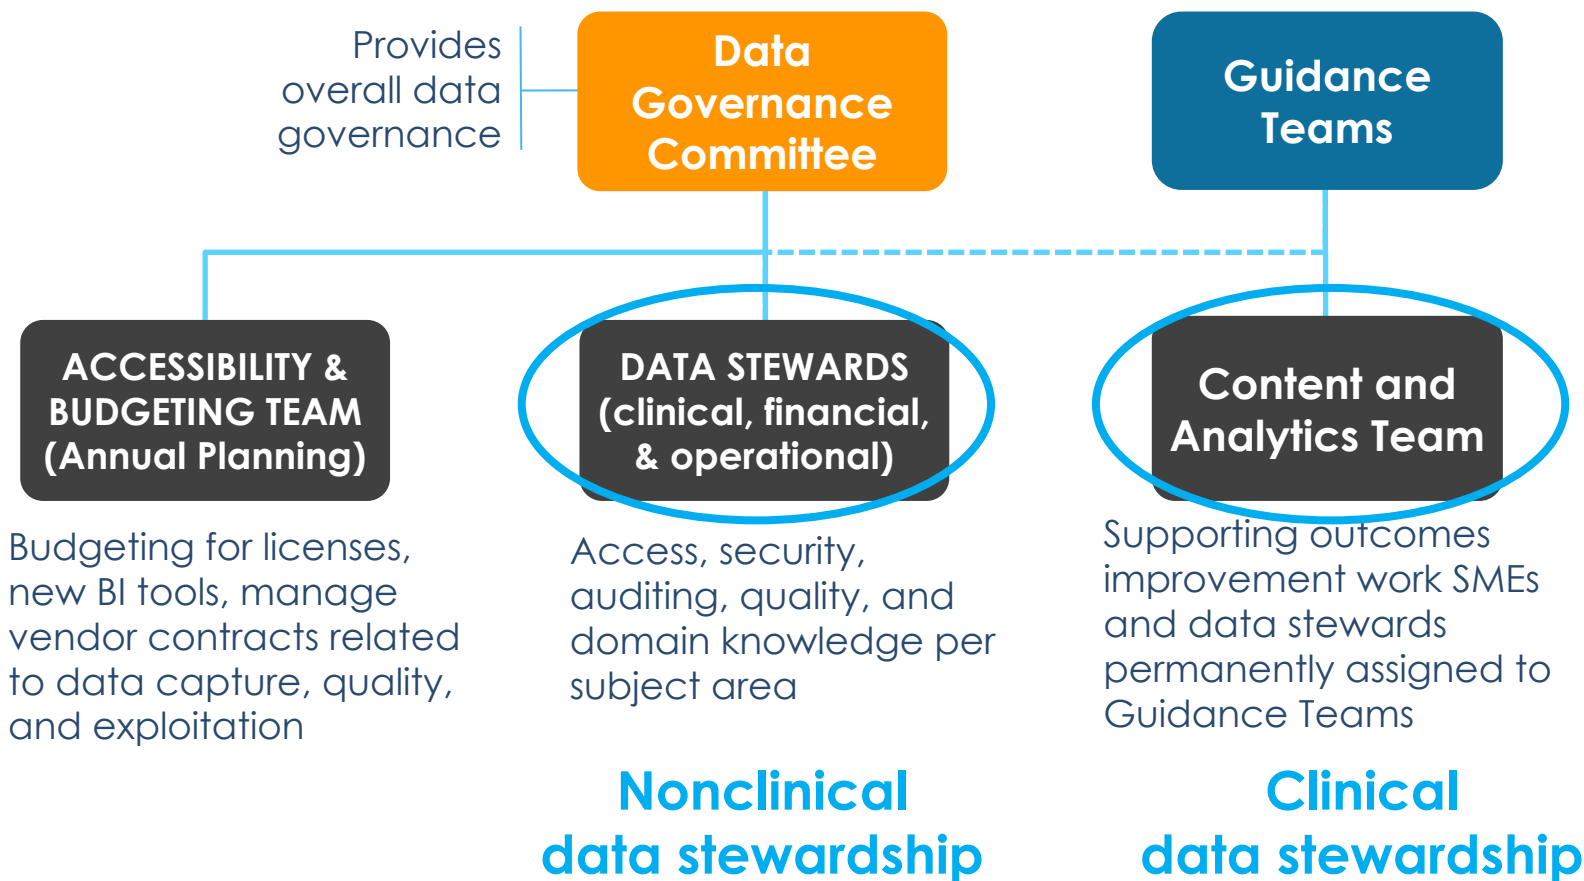 Provides
overall data
governance
Data
Governance
Committee
Guidance
Teams
ACCESSIBILITY &
BUDGETING TEAM
(Annual Planning)
DATA STEWARDS
(clinical, financial,
& operational)
Content and
Analytics Team
Budgeting for licenses,
new BI tools, manage
vendor contracts related
to data capture, quality,
and exploitation
Access, security,
auditing, quality, and
domain knowledge per
subject area
Supporting outcomes
improvement work SMEs
and data stewards
permanently assigned to
Guidance Teams
Nonclinical
data stewardship
Clinical
data stewardship